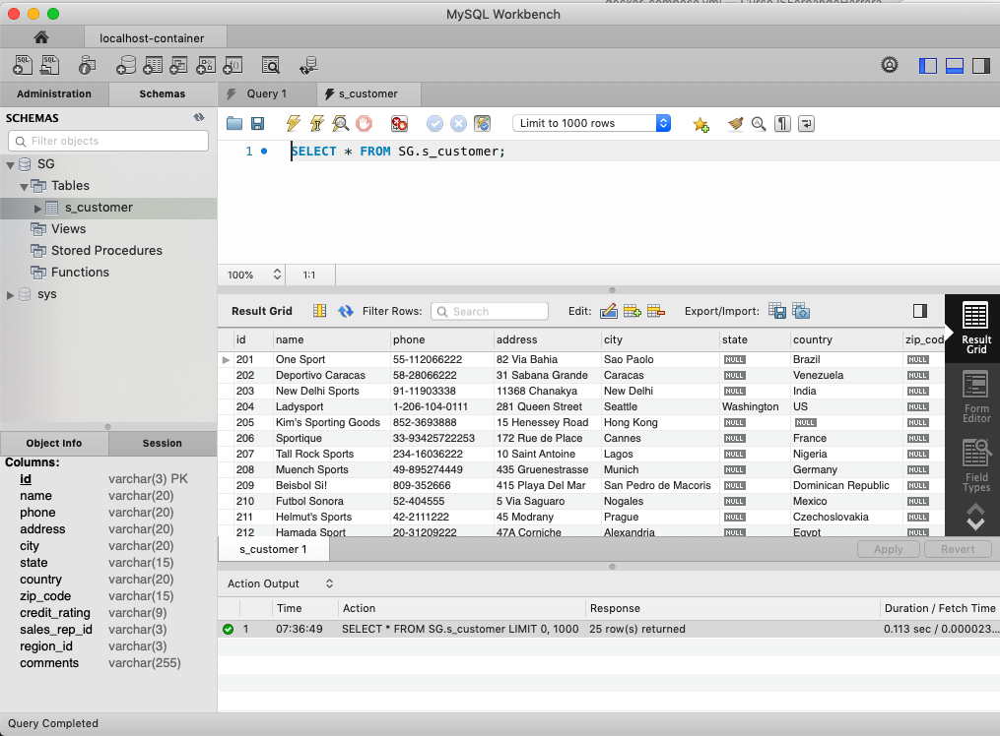 MySQL Workbench
localhost-container
Administration Schemas Query 1 s_customer
SCHEMAS
Filter objects
SG
Tables
s_customer
Views
Stored Procedures
Functions
sys
Limit to 1000 rows
1 SELECT * FROM SG.s_customer;
100% 1:1
Result Grid Filter Rows: Search Edit: Export/Import:
id name phone address city state country zip_cod
201 One Sport 55-112066222 82 Via Bahia Sao Paolo NULL Brazil NULL
202 Deportivo Caracas 58-28066222 31 Sabana Grande Caracas NULL Venezuela NULL
203 New Delhi Sports 91-11903338 11368 Chanakya New Delhi NULL India NULL
204 Ladysport 1-206-104-0111 281 Queen Street Seattle Washington US NULL
205 Kim's Sporting Goods 852-3693888 15 Henessey Road Hong Kong NULL NULL NULL
206 Sportique 33-93425722253 172 Rue de Place Cannes NULL France NULL
207 Tall Rock Sports 234-16036222 10 Saint Antoine Lagos NULL Nigeria NULL
208 Muench Sports 49-895274449 435 Gruenestrasse Munich NULL Germany NULL
209 Beisbol Si! 809-352666 415 Playa Del Mar San Pedro de Macoris NULL Dominican Republic NULL
210 Futbol Sonora 52-404555 5 Via Saguaro Nogales NULL Mexico NULL
211 Helmut's Sports 42-2111222 45 Modrany Prague NULL Czechoslovakia NULL
212 Hamada Sport 20-31209222 47A Corniche Alexandria NULL Egypt NULL
Result
Grid
Form
Editor
Field
Types
s_customer 1 Apply Revert
Object Info Session
Columns:
id varchar(3) PK
name varchar(20)
phone varchar(20)
address varchar(20)
city varchar(20)
state varchar(15)
country varchar(20)
zip_code varchar(15)
credit_rating varchar(9)
sales_rep_id varchar(3)
region_id varchar(3)
comments varchar(255)
Action Output
Time Action Response Duration / Fetch Time
1 07:36:49 SELECT * FROM SG.s_customer LIMIT 0, 1000 25 row(s) returned 0.113 sec / 0.000023...
Query Completed